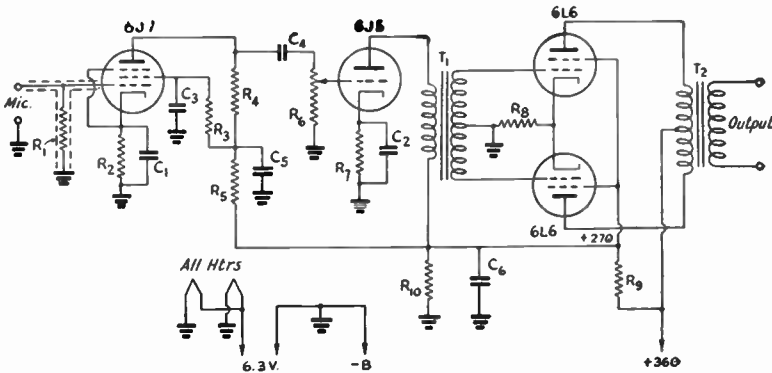 6J7
6J5
6L6
C4
T1
T2
Mic.
C3
R4
R6
R8
Output
R3
R1
R2
C1
C5
R7
C2
R5
6L6
+270
All Htrs
R10
C6
R9
6.3 V.
-B
+360